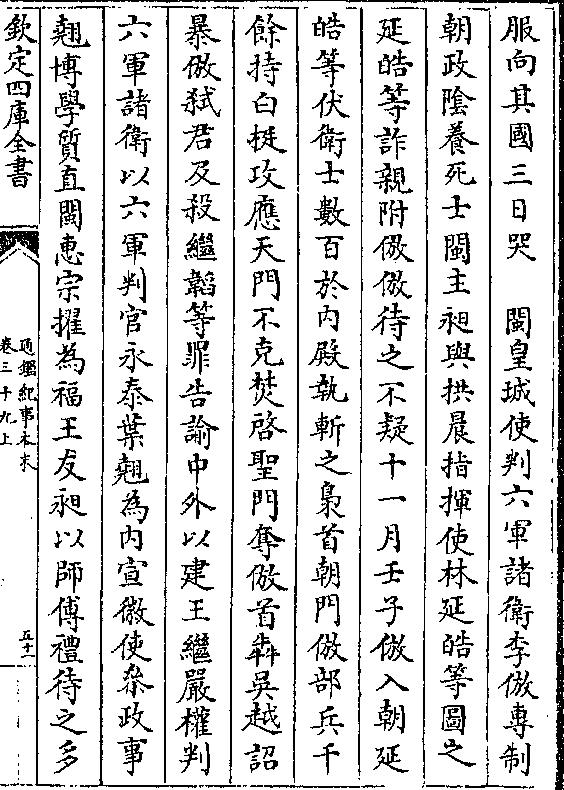 服向其國三日哭　閩皇城使判六軍諸衛李倣專制
朝政陰養死士閩主昶與拱晨指揮使林延皓等圖之
延皓等詐親附倣倣待之不疑十一月壬子倣入朝延
皓等伏衛士數百於内殿執斬之梟首朝門倣部兵千
餘持白梃攻應天門不克焚啓聖門奪倣首犇吳越詔
暴倣弑君及殺繼韜等罪告諭中外以建王繼嚴權判
六軍諸衛以六軍判官永泰葉翹為内宣徽使叅政事
翹博學質直閩惠宗擢為福王友昶以師傅禮待之多
欽定四庫全書
通鑑紀事本末
卷三十九上
五十一